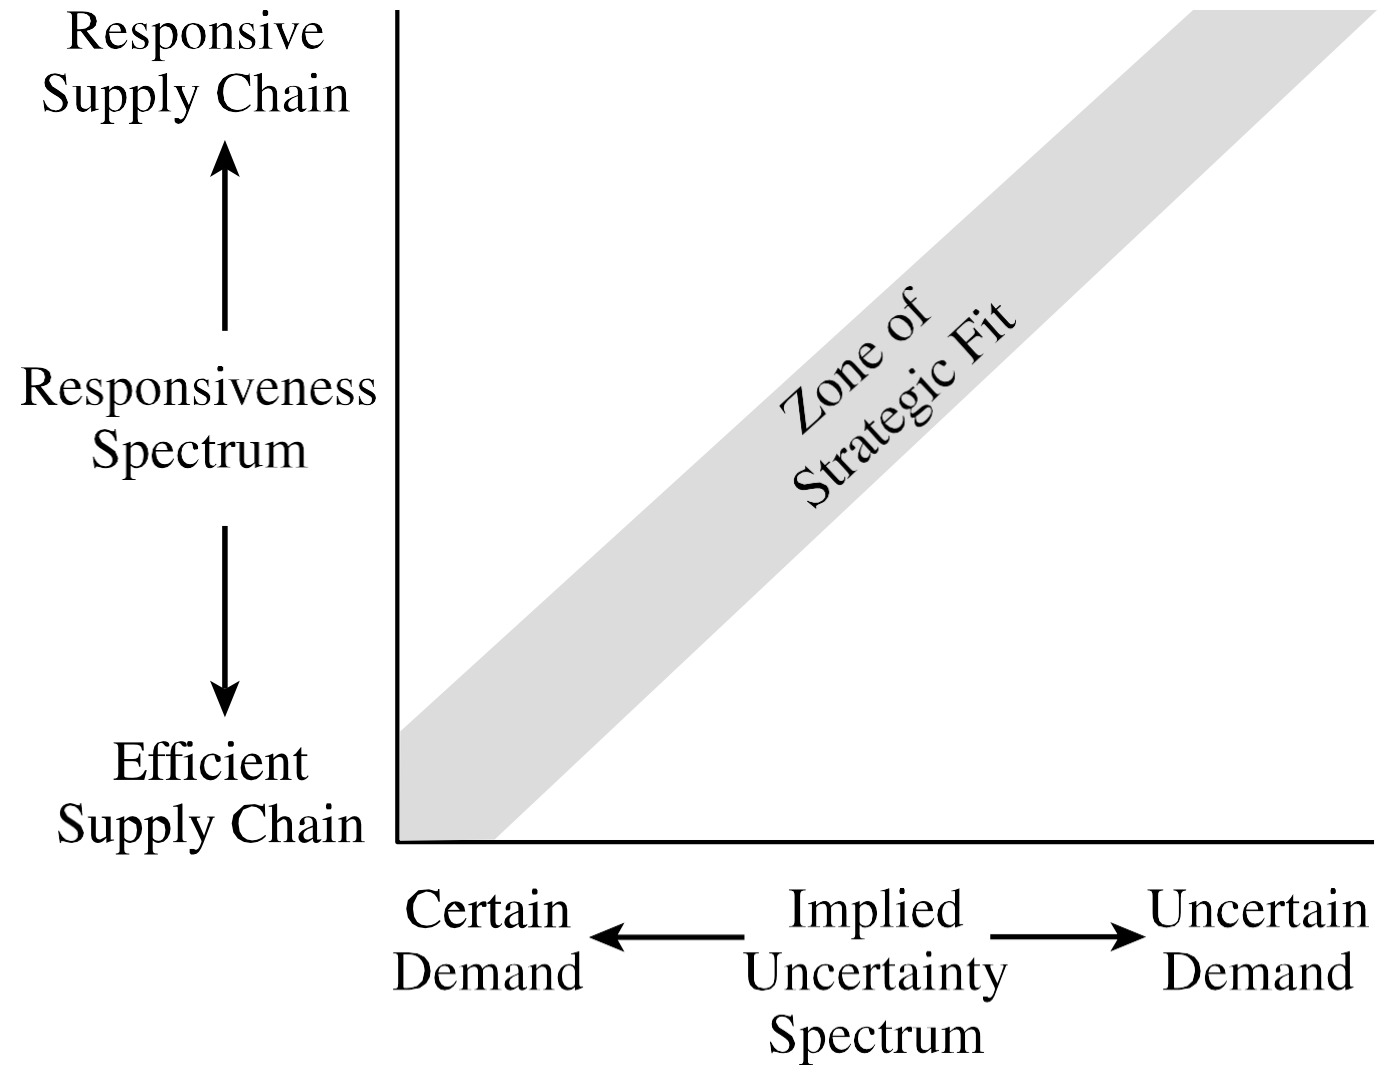 Responsive
Supply Chain
Responsiveness
Spectrum
Efficient
Supply Chain
Zone of
Strategic Fit
Certain
Demand
Implied
Uncertainty
Spectrum
Uncertain
Demand